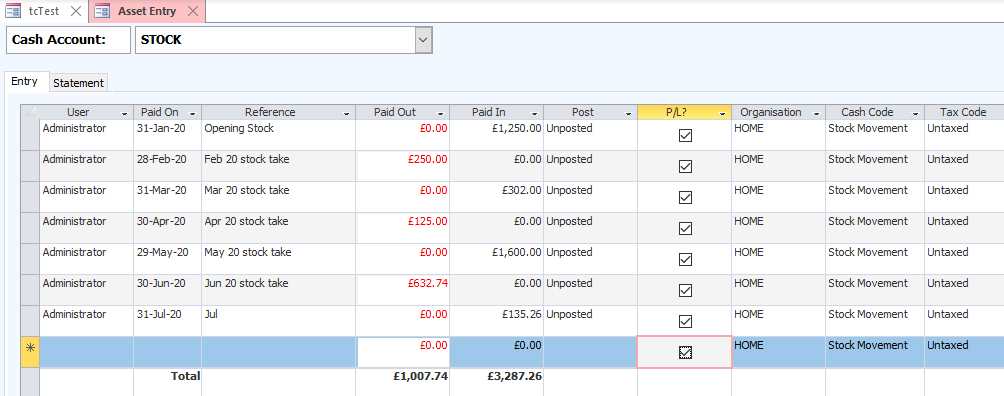 tcTest Asset Entry
Cash Account: STOCK
Entry Statement
User Paid On Reference Paid Out Paid In Post P/L? Organisation Cash Code Tax Code
Administrator 31-Jan-20 Opening Stock £0.00 £1,250.00 Unposted HOME Stock Movement Untaxed
Administrator 28-Feb-20 Feb 20 stock take £250.00 £0.00 Unposted HOME Stock Movement Untaxed
Administrator 31-Mar-20 Mar 20 stock take £0.00 £302.00 Unposted HOME Stock Movement Untaxed
Administrator 30-Apr-20 Apr 20 stock take £125.00 £0.00 Unposted HOME Stock Movement Untaxed
Administrator 29-May-20 May 20 stock take £0.00 £1,600.00 Unposted HOME Stock Movement Untaxed
Administrator 30-Jun-20 Jun 20 stock take £632.74 £0.00 Unposted HOME Stock Movement Untaxed
Administrator 31-Jul-20 Jul £0.00 £135.26 Unposted HOME Stock Movement Untaxed
£0.00 £0.00 HOME Stock Movement Untaxed
Total £1,007.74 £3,287.26